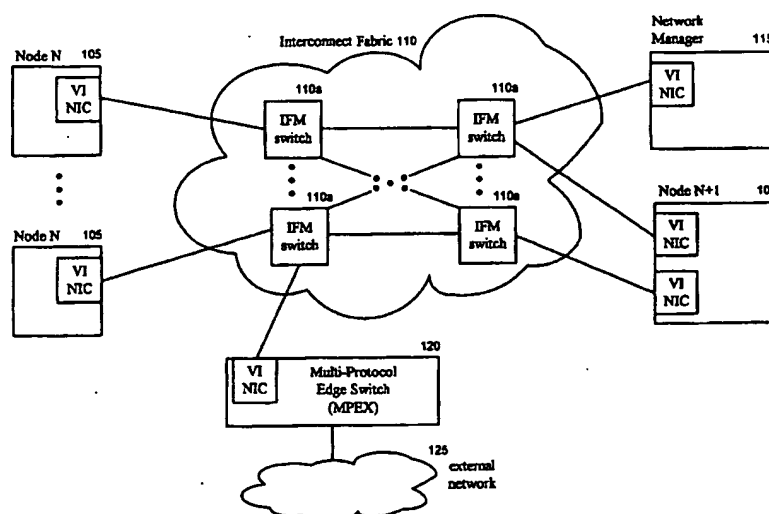 Node N 105
VI
NIC
Interconnect Fabric 110
Network
Manager 115
VI
NIC
110a
IFM
switch
110a
IFM
switch
110a
IFM
switch
110a
IFM
switch
Node N 105
VI
NIC
Node N+1
VI
NIC
VI
NIC
120
VI
NIC
Multi-Protocol
Edge Switch
(MPEX)
125
external
network